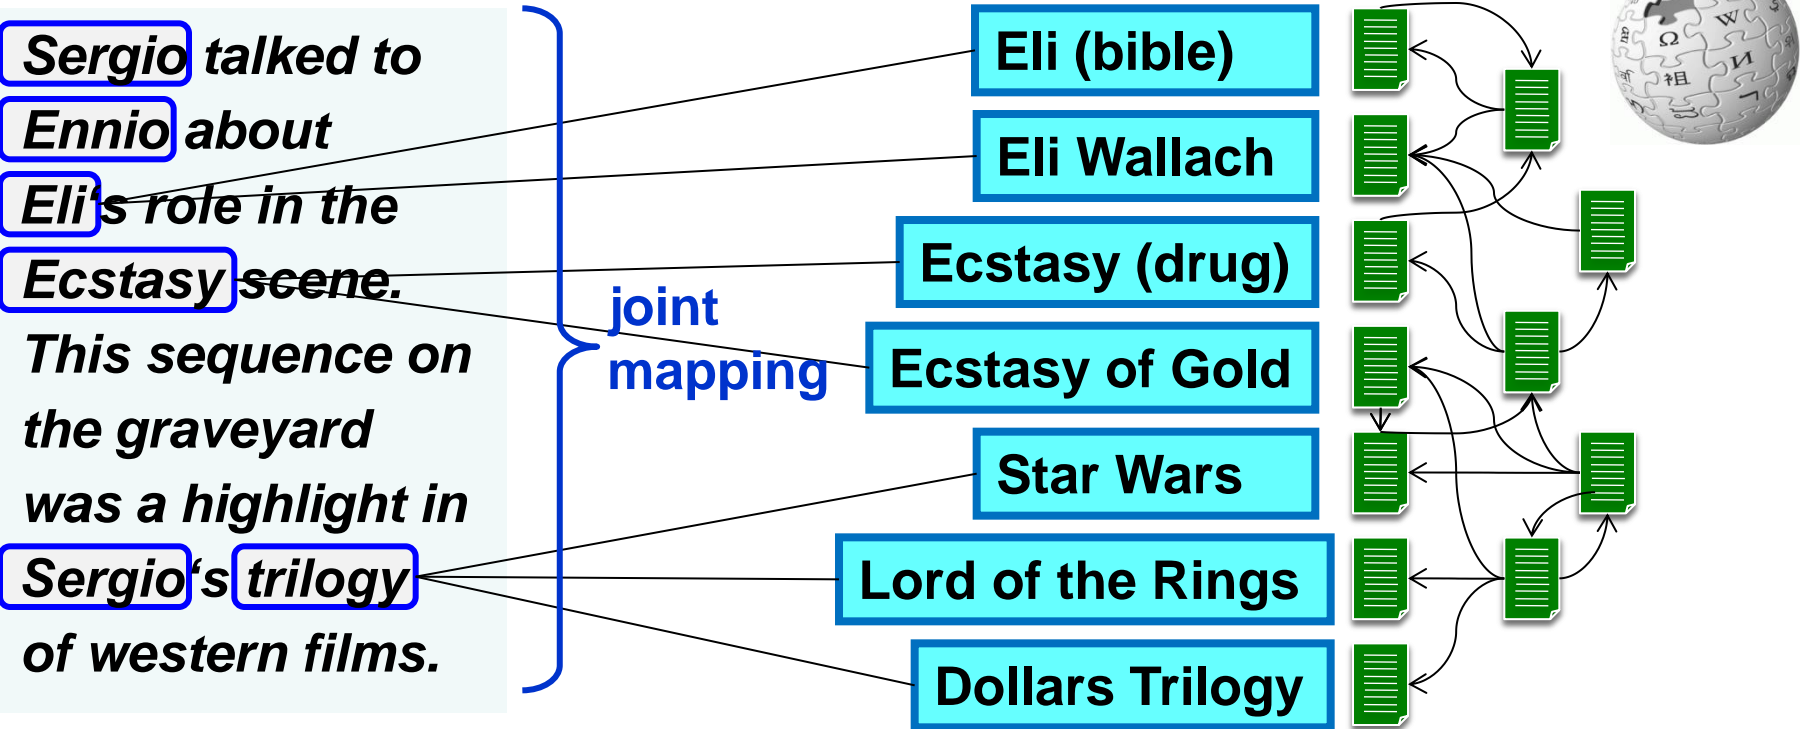 Sergio talked to
Ennio about
Eli‘s role in the
Ecstasy scene.
This sequence on
the graveyard
was a highlight in
Sergio‘s trilogy
of western films.
joint
mapping
Eli (bible)
Eli Wallach
Ecstasy (drug)
Ecstasy of Gold
Star Wars
Lord of the Rings
Dollars Trilogy
Ω
W
祖
И